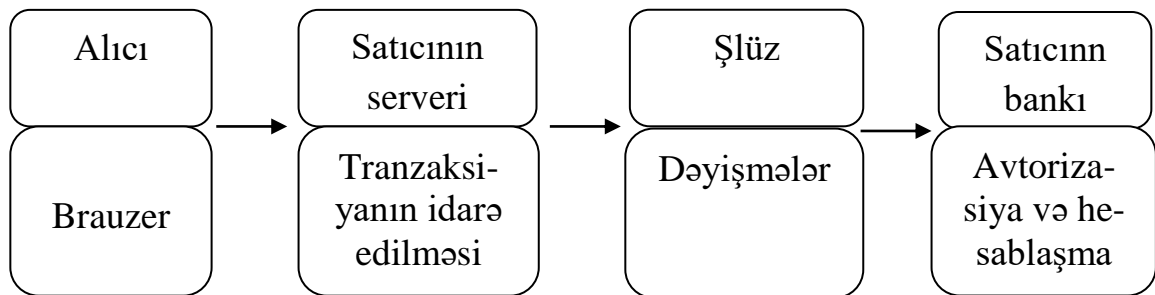 Alıcı
Brauzer
Satıcının
serveri
Tranzaksi-
yanın idarə
edilməsi
Şlüz
Dəyişmələr
Satıcınn
bankı
Avtoriza-
siya və he-
sablaşma